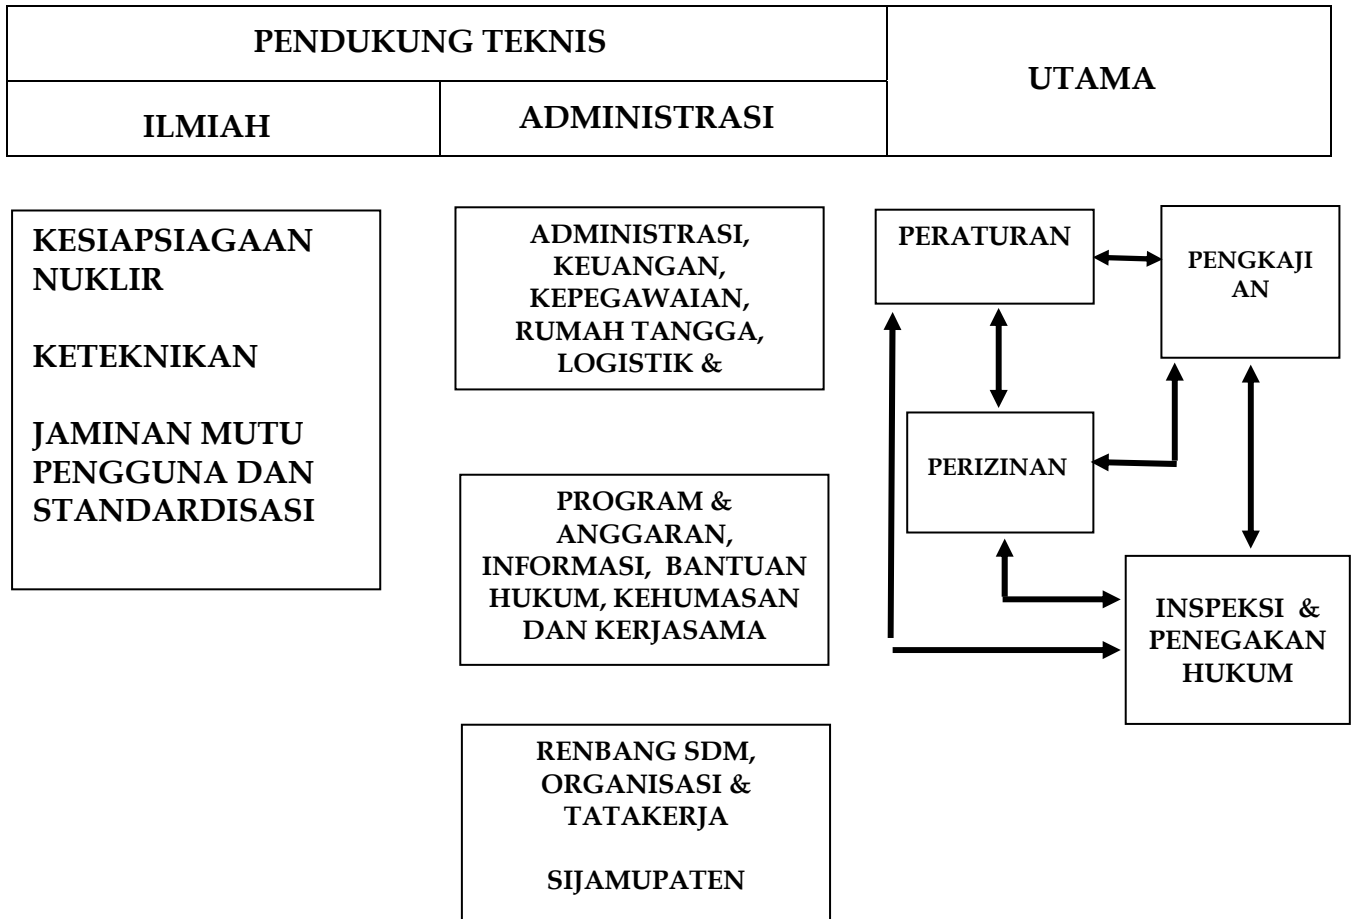 PENDUKUNG TEKNIS
UTAMA
ILMIAH
ADMINISTRASI
KESIAPSIAGAAN
NUKLIR
KETEKNIKAN
JAMINAN MUTU
PENGGUNA DAN
STANDARDISASI
ADMINISTRASI,
KEUANGAN,
KEPEGAWAIAN,
RUMAH TANGGA,
LOGISTIK &
PROGRAM &
ANGGARAN,
INFORMASI, BANTUAN
HUKUM, KEHUMASAN
DAN KERJASAMA
RENBANG SDM,
ORGANISASI &
TATAKERJA
SIJAMUPATEN
PERATURAN
PENGKAJI
AN
PERIZINAN
INSPEKSI &
PENEGAKAN
HUKUM